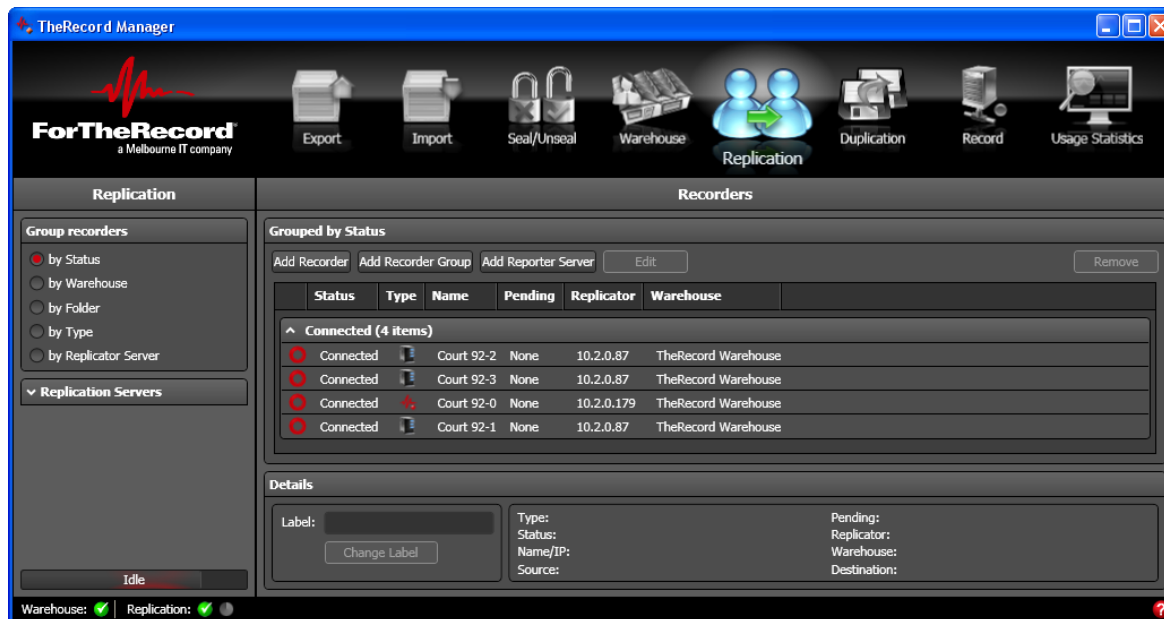 TheRecord Manager
ForTheRecord
a Melbourne IT company
Export
Import
Seal/Unseal
Warehouse
Replication
Duplication
Record
Usage Statistics
Replication
Recorders
Group recorders
by Status
by Warehouse
by Folder
by Type
by Replicator Server
Replication Servers
Idle
Grouped by Status
Add Recorder Add Recorder Group Add Reporter Server Edit Remove
Status Type Name Pending Replicator Warehouse
Connected (4 items)
Connected Court 92-2 None 10.2.0.87 TheRecord Warehouse
Connected Court 92-3 None 10.2.0.87 TheRecord Warehouse
Connected Court 92-0 None 10.2.0.179 TheRecord Warehouse
Connected Court 92-1 None 10.2.0.87 TheRecord Warehouse
Details
Label:
Change Label
Type:
Status:
Name/IP:
Source:
Pending:
Replicator:
Warehouse:
Destination:
Warehouse: Replication:
?